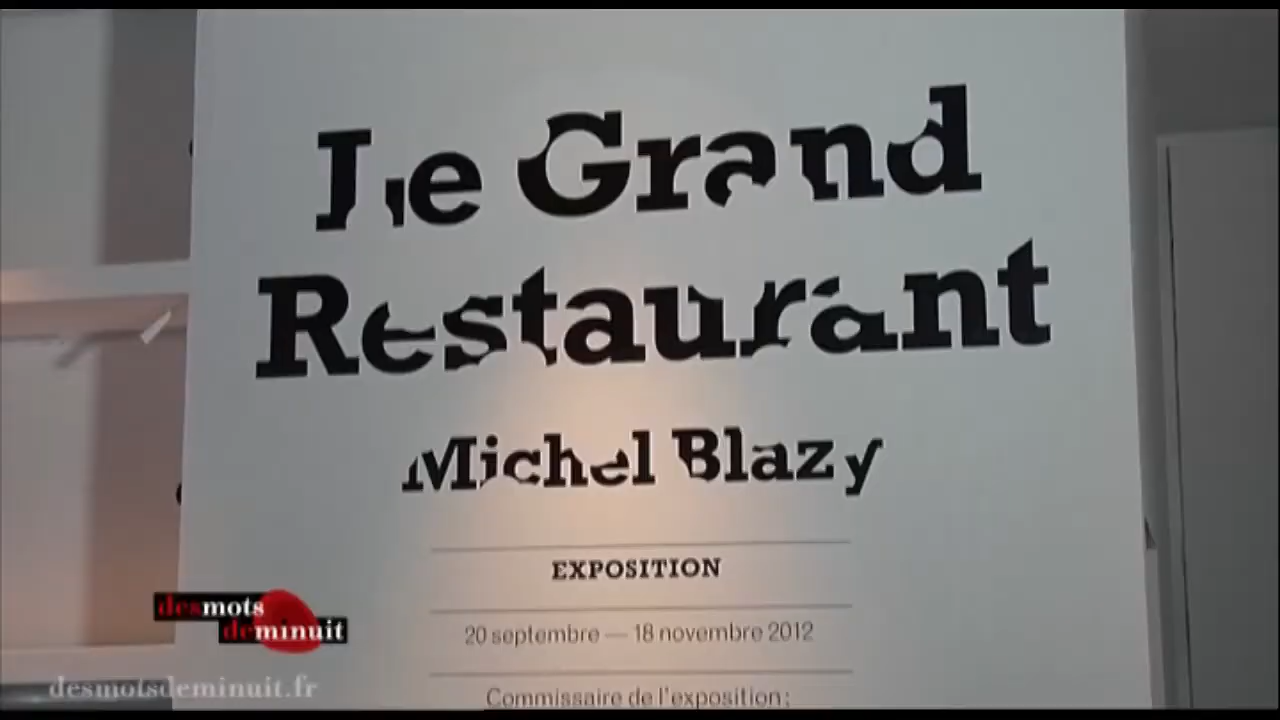 Le Grand
Restaurant
Michel Blazy
EXPOSITION
20 septembre — 18 novembre 2012
Commissaire de l'exposition :
desmots
deminuit
desmotsdeminuit.fr